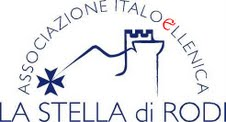 ASSOCIAZIONE ITALOeLLENICA
LA STELLA di RODI